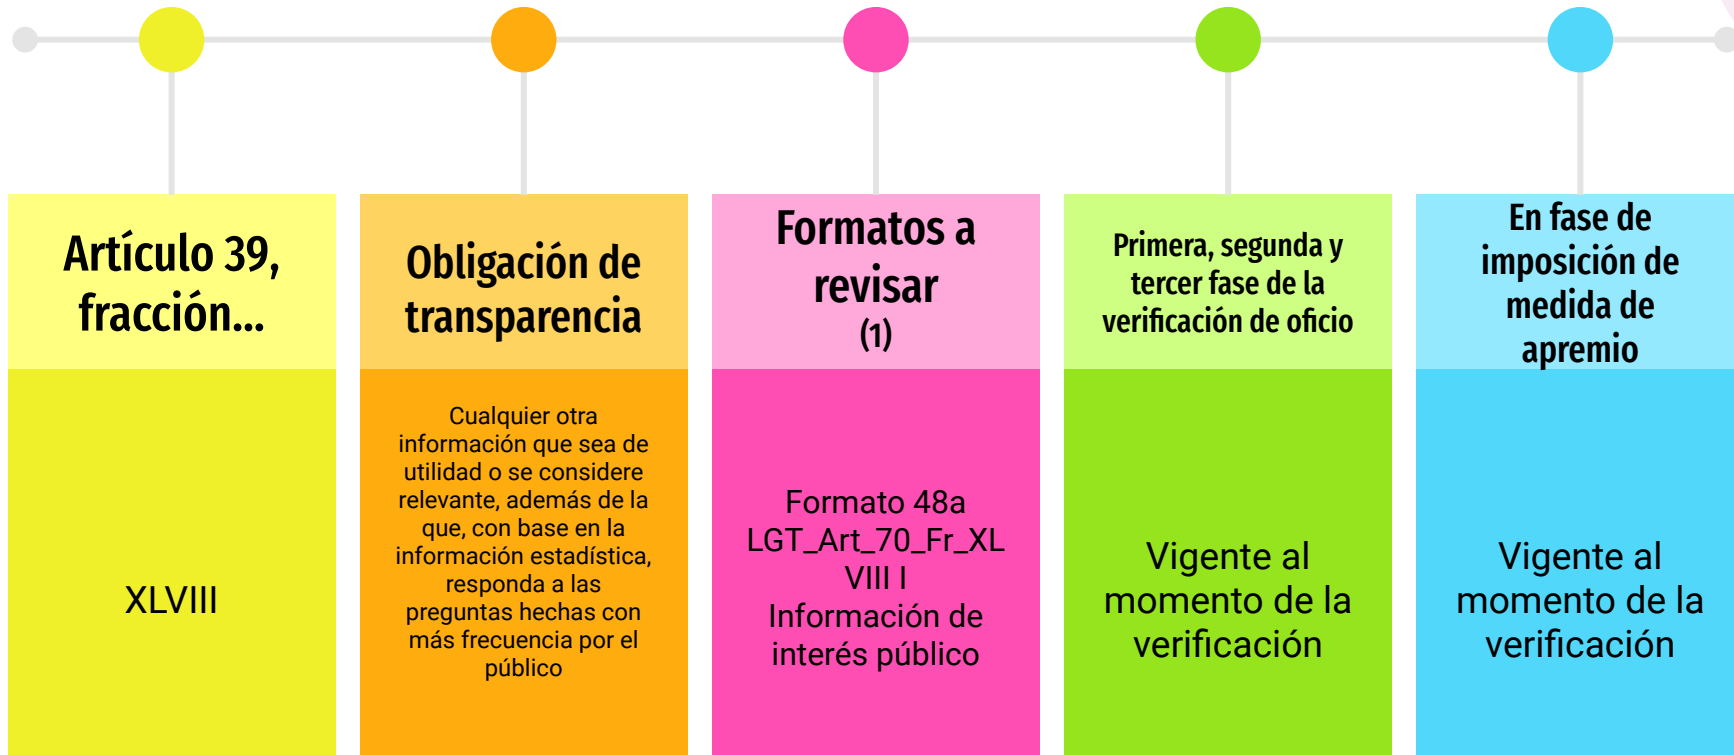 Artículo 39,
fracción...
XLVIII
Obligación de
transparencia
Cualquier otra
información que sea de
utilidad o se considere
relevante, además de la
que, con base en la
información estadística,
responda a las
preguntas hechas con
más frecuencia por el
público
Formatos a
revisar
(1)
Formato 48a
LGT_Art_70_Fr_XL
VIII I
Información de
interés público
Primera, segunda y
tercer fase de la
verificación de oficio
Vigente al
momento de la
verificación
En fase de
imposición de
medida de
apremio
Vigente al
momento de la
verificación